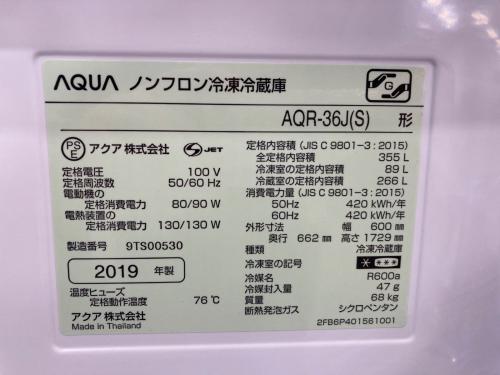 AQUA ノンフロン冷凍冷蔵庫
G
AQR-36J(S) 形
PS E アクア株式会社 S JET
定格電圧 100 V
定格周波数 50/60 Hz
電動機の
定格消費電力 80/90 W
電熱装置の
定格消費電力 130/130 W
製造番号 9TS00530
2019 年製
温度ヒューズ
定格動作温度 76℃
アクア株式会社
Made in Thailand
定格内容積 (JIS C 9801-3 : 2015)
全定格内容積 355 L
冷凍室の定格内容積 89 L
冷蔵室の定格内容積 266 L
消費電力量 (JIS C 9801-3 : 2015)
50Hz 420 kWh/年
60Hz 420 kWh/年
外形寸法 幅 600 mm
奥行 662 mm 高さ 1729 mm
種類 冷凍冷蔵庫
冷凍室の記号 * ***
冷媒名 R600a
冷媒封入量 47 g
質量 68 kg
断熱発泡ガス シクロペンタン
2FB6P401561001